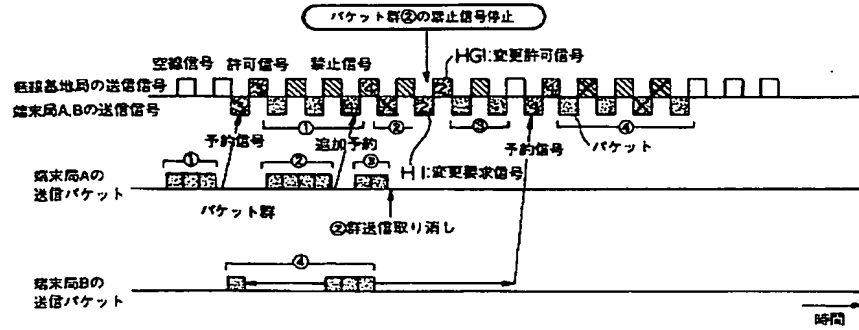 パケット群②の禁止信号停止
空線信号 許可信号 禁止信号 HGI:変更許可信号
無線基地局の送信信号
端末局A,Bの送信信号
① ② ③ ④
予約信号 追加予約 予約信号 パケット
HI:変更要求信号
① ② ③
端末局Aの
送信パケット
パケット群
②群送信取り消し
④
端末局Bの
送信パケット
時間